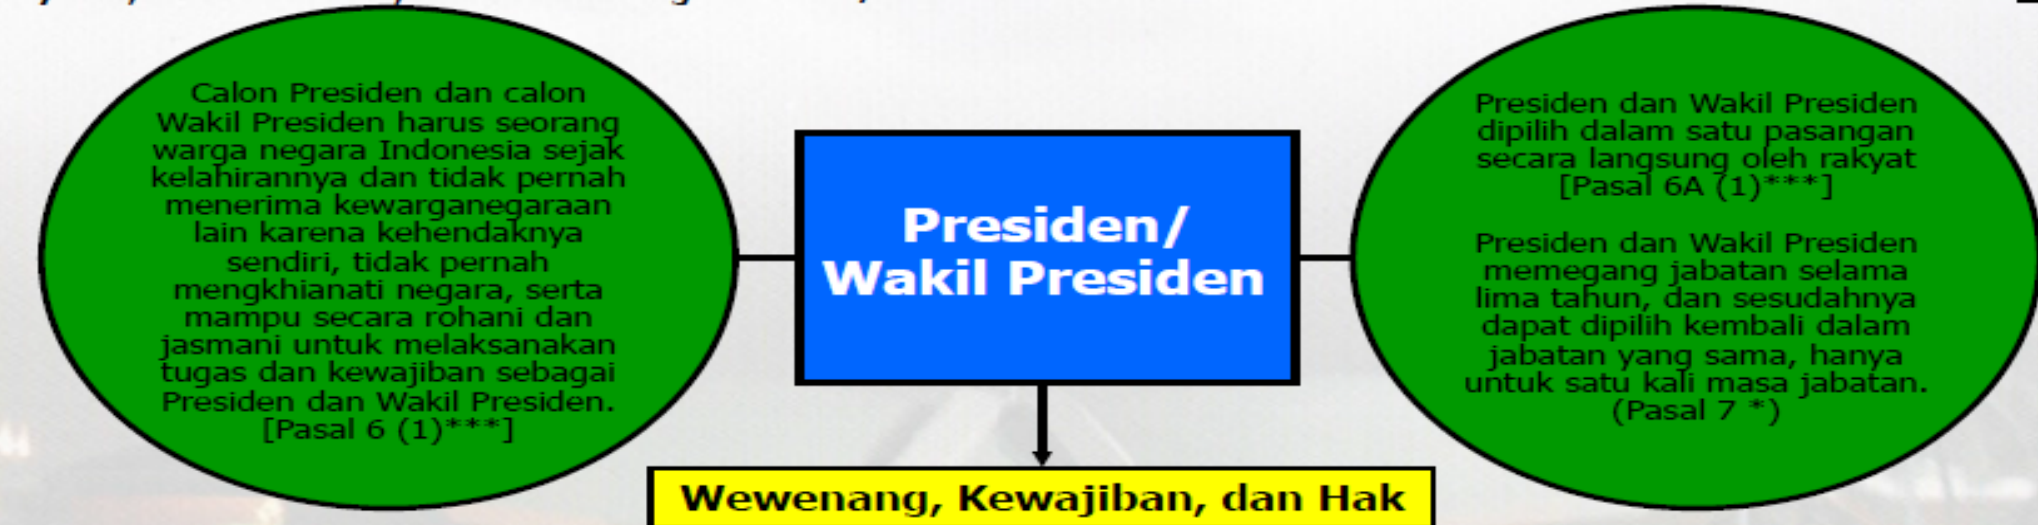 Calon Presiden dan calon
Wakil Presiden harus seorang
warga negara Indonesia sejak
kelahirannya dan tidak pernah
menerima kewarganegaraan
lain karena kehendaknya
sendiri, tidak pernah
mengkhianati negara, serta
mampu secara rohani dan
jasmani untuk melaksanakan
tugas dan kewajiban sebagai
Presiden dan Wakil Presiden.
[Pasal 6 (1)***]
Presiden/
Wakil Presiden
Presiden dan Wakil Presiden
dipilih dalam satu pasangan
secara langsung oleh rakyat
[Pasal 6A (1)***]
Presiden dan Wakil Presiden
memegang jabatan selama
lima tahun, dan sesudahnya
dapat dipilih kembali dalam
jabatan yang sama, hanya
untuk satu kali masa jabatan.
(Pasal 7 *)
Wewenang, Kewajiban, dan Hak